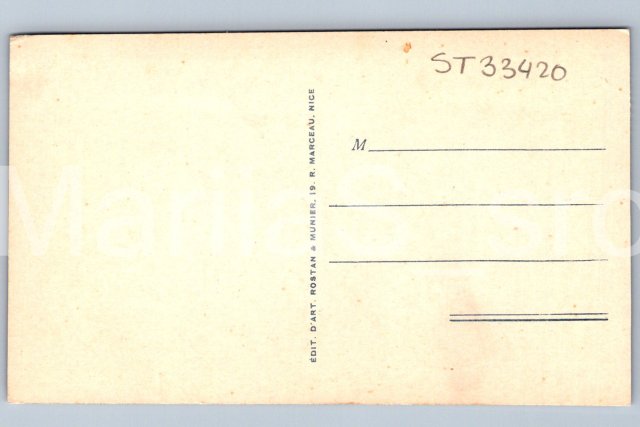 ST33420
M
ÉDIT. D'ART. ROSTAN & MUNIER, 19. R. MARCEAU, NICE